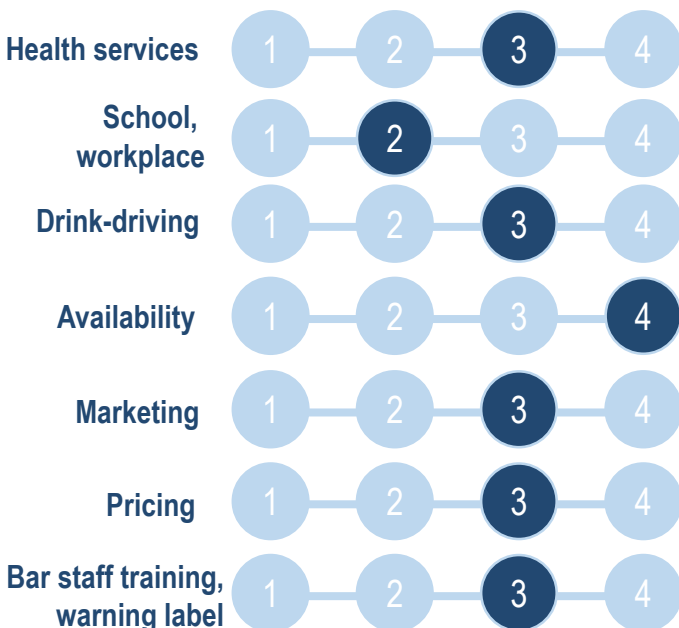 Health services 1 2 3 4
School,
workplace 1 2 3 4
Drink-driving 1 2 3 4
Availability 1 2 3 4
Marketing 1 2 3 4
Pricing 1 2 3 4
Bar staff training,
warning label 1 2 3 4